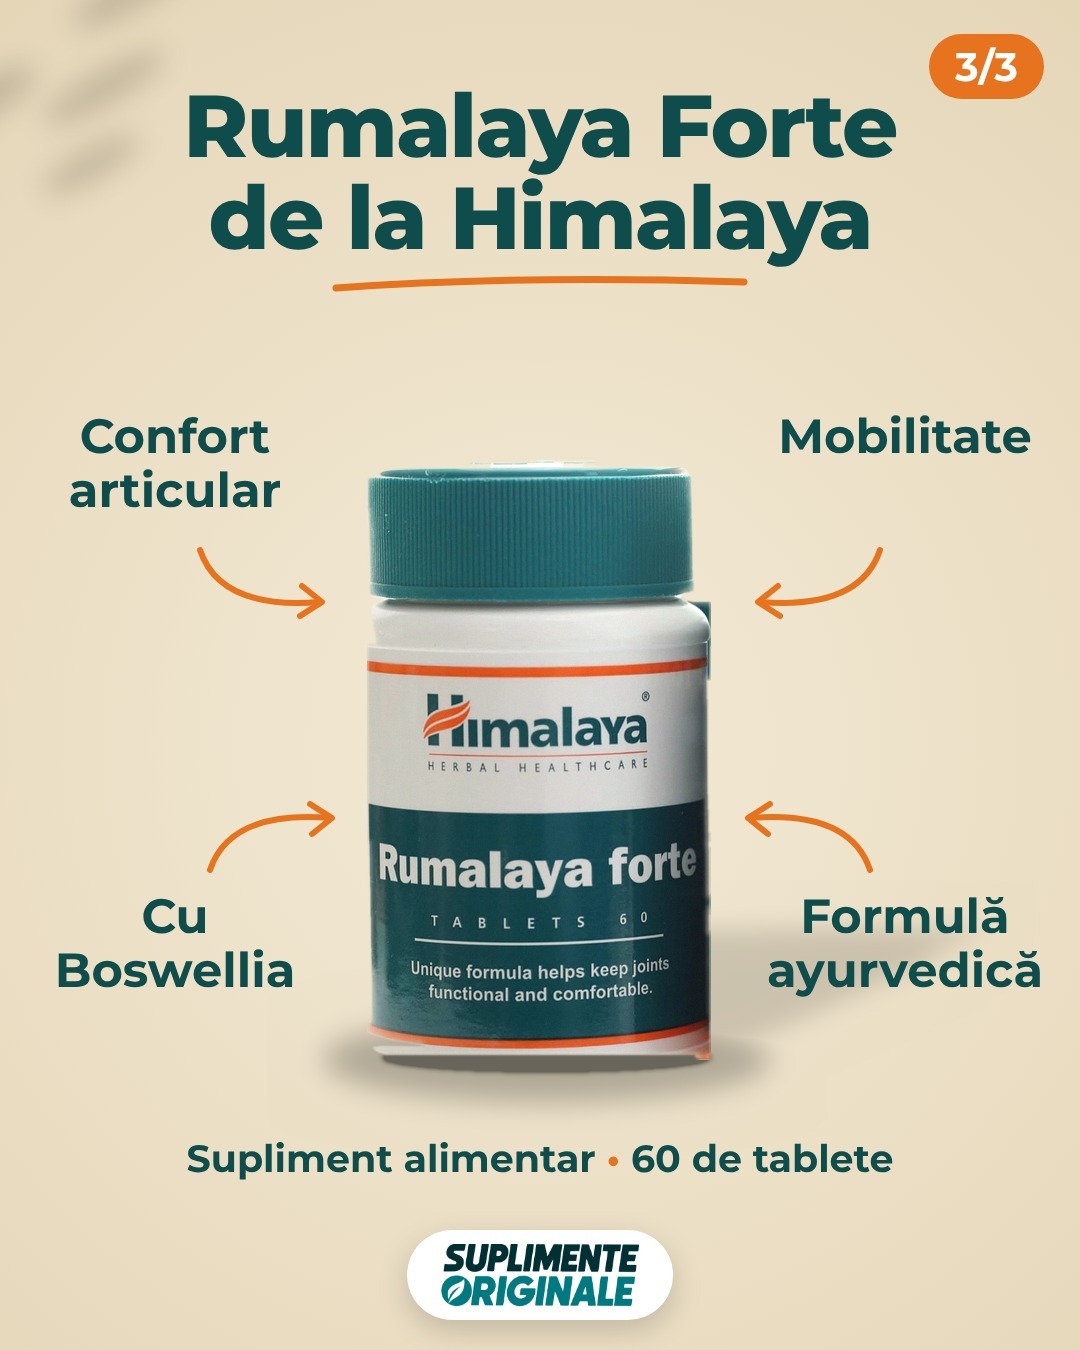 3/3
Rumalaya Forte
de la Himalaya
Confort
articular
Mobilitate
Himalaya®
HERBAL HEALTHCARE
Rumalaya forte
TABLETS 60
Unique formula helps keep joints
functional and comfortable.
Cu
Boswellia
Formulă
ayurvedică
Supliment alimentar • 60 de tablete
SUPLIMENTE
ORIGINALE